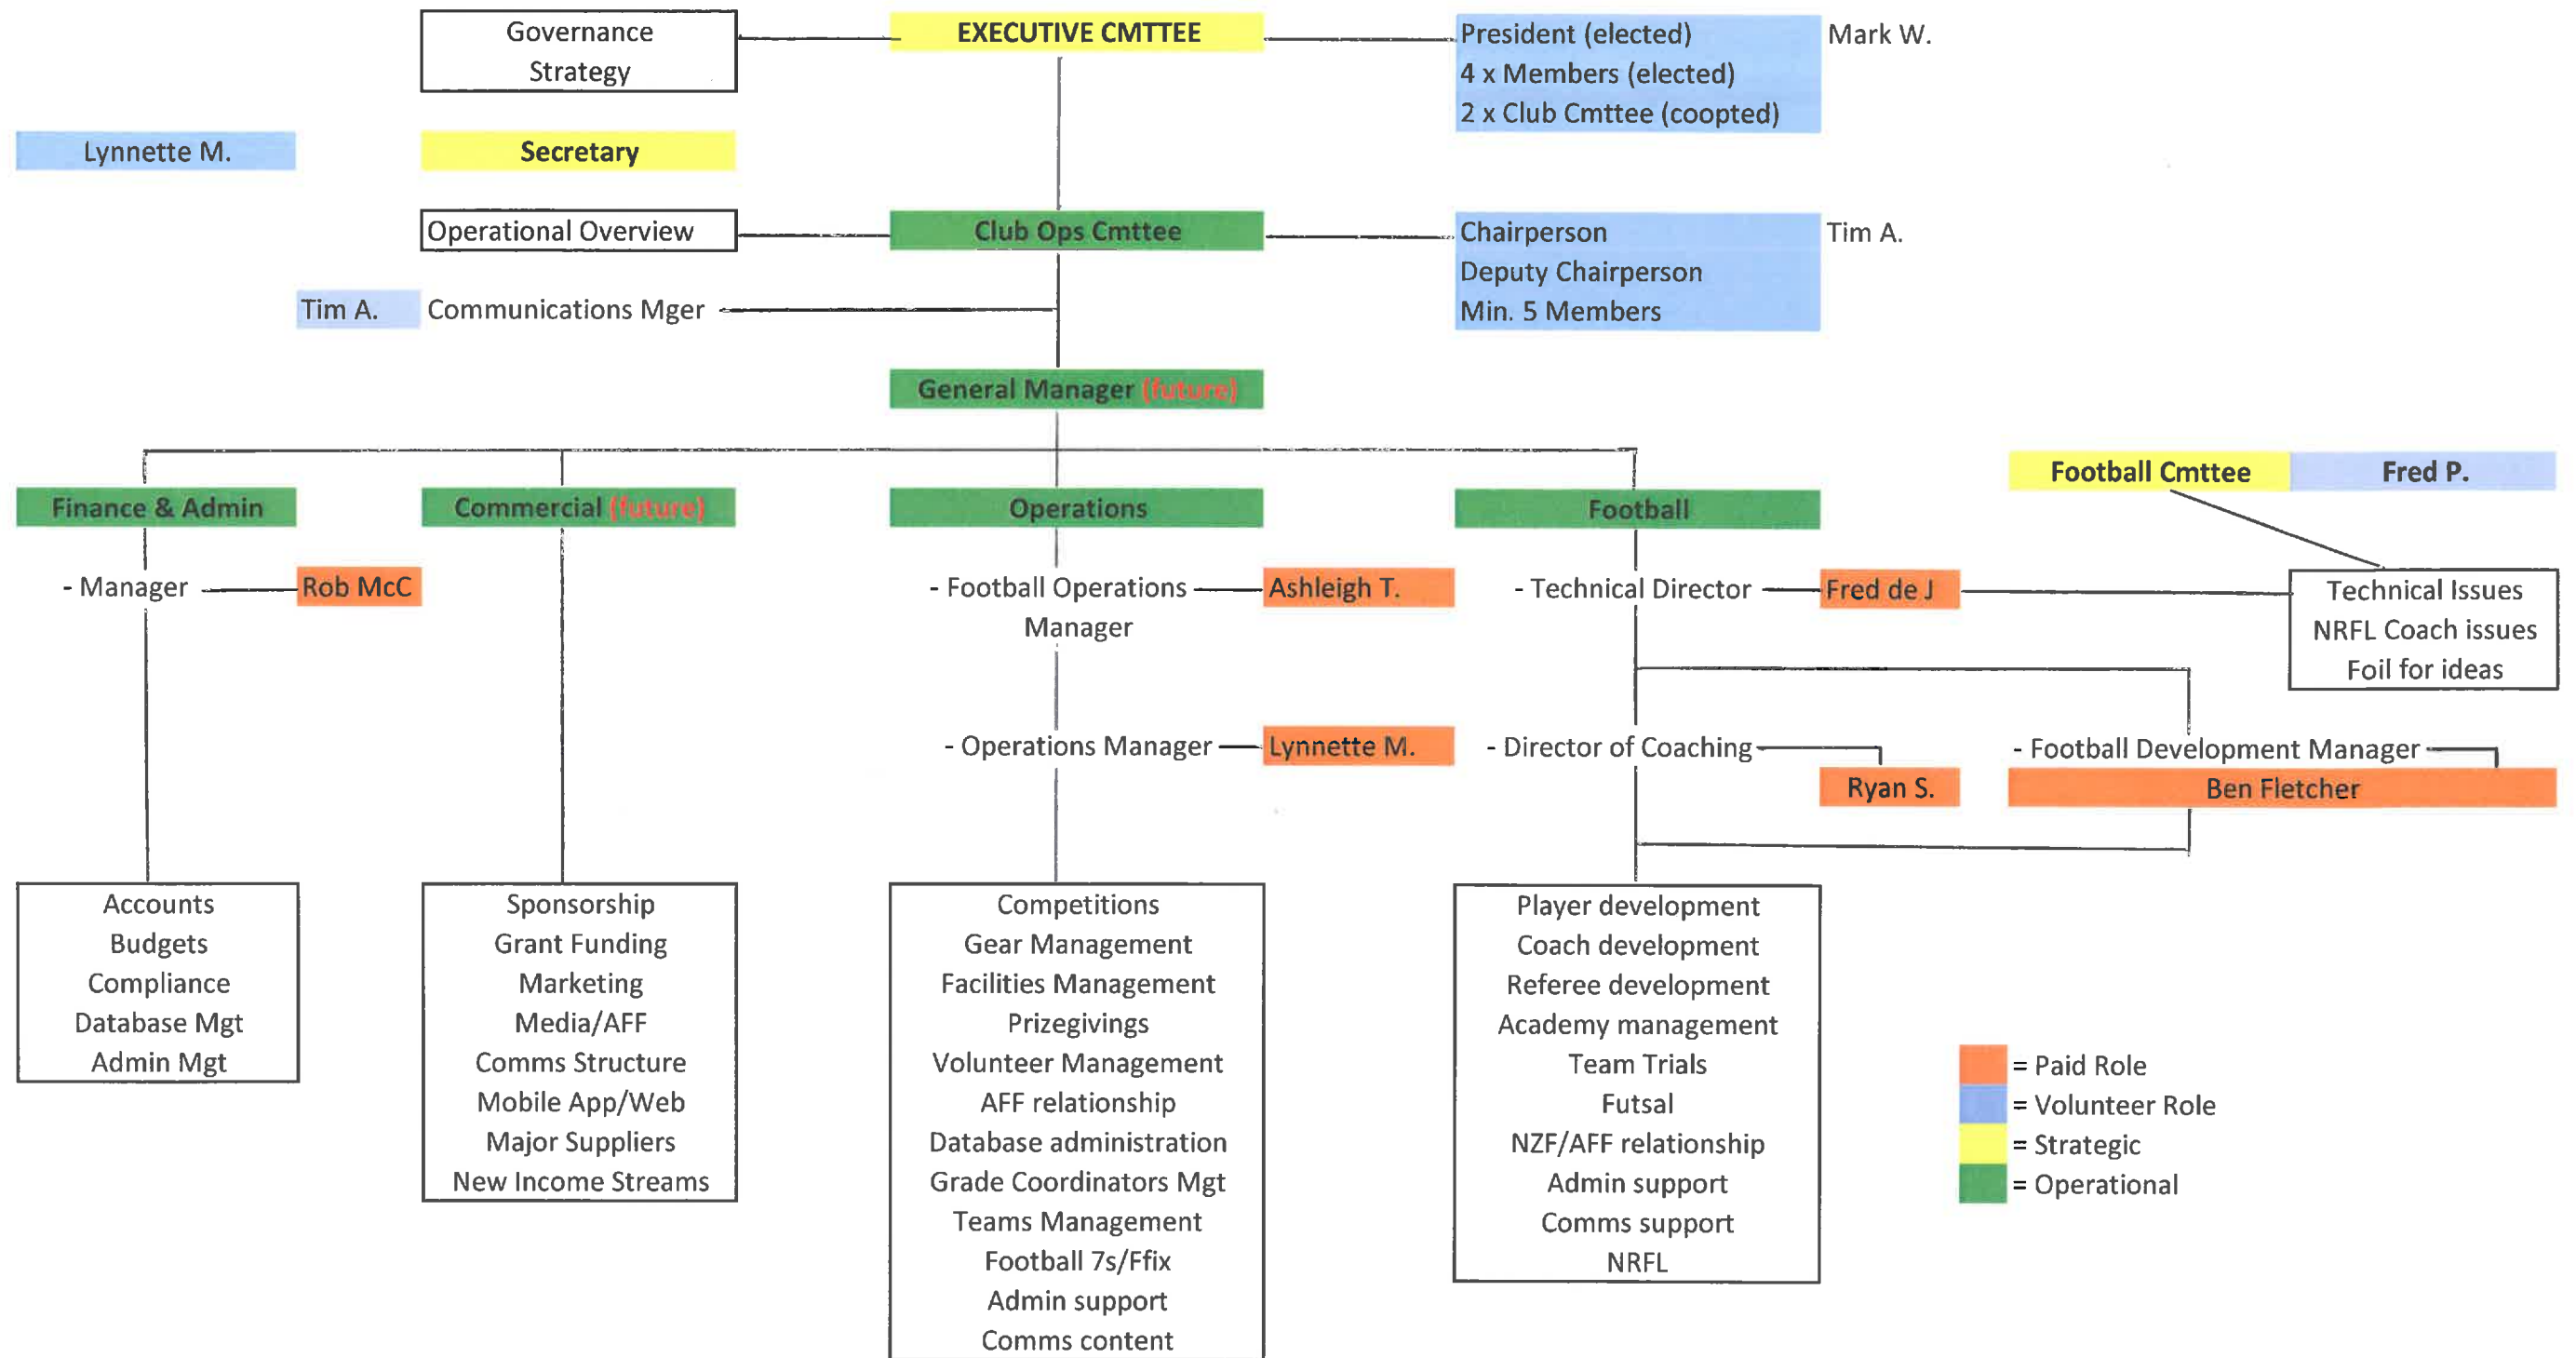 Governance
Strategy
EXECUTIVE CMTTEE
President (elected)
4 x Members (elected)
2 x Club Cmttee (coopted)
Mark W.
Lynnette M.
Secretary
Operational Overview
Club Ops Cmttee
Chairperson
Deputy Chairperson
Min. 5 Members
Tim A.
Tim A.
Communications Mger
General Manager (future)
Finance & Admin
Commercial (future)
Operations
Football
Football Cmttee
Fred P.
- Manager
Rob McC
- Football Operations
Manager
Ashleigh T.
- Technical Director
Fred de J
Technical Issues
NRFL Coach issues
Foil for ideas
- Operations Manager
Lynnette M.
- Director of Coaching
Ryan S.
- Football Development Manager
Ben Fletcher
Accounts
Budgets
Compliance
Database Mgt
Admin Mgt
Sponsorship
Grant Funding
Marketing
Media/AFF
Comms Structure
Mobile App/Web
Major Suppliers
New Income Streams
Competitions
Gear Management
Facilities Management
Prizegivings
Volunteer Management
AFF relationship
Database administration
Grade Coordinators Mgt
Teams Management
Football 7s/Ffix
Admin support
Comms content
Player development
Coach development
Referee development
Academy management
Team Trials
Futsal
NZF/AFF relationship
Admin support
Comms support
NRFL
= Paid Role
= Volunteer Role
= Strategic
= Operational